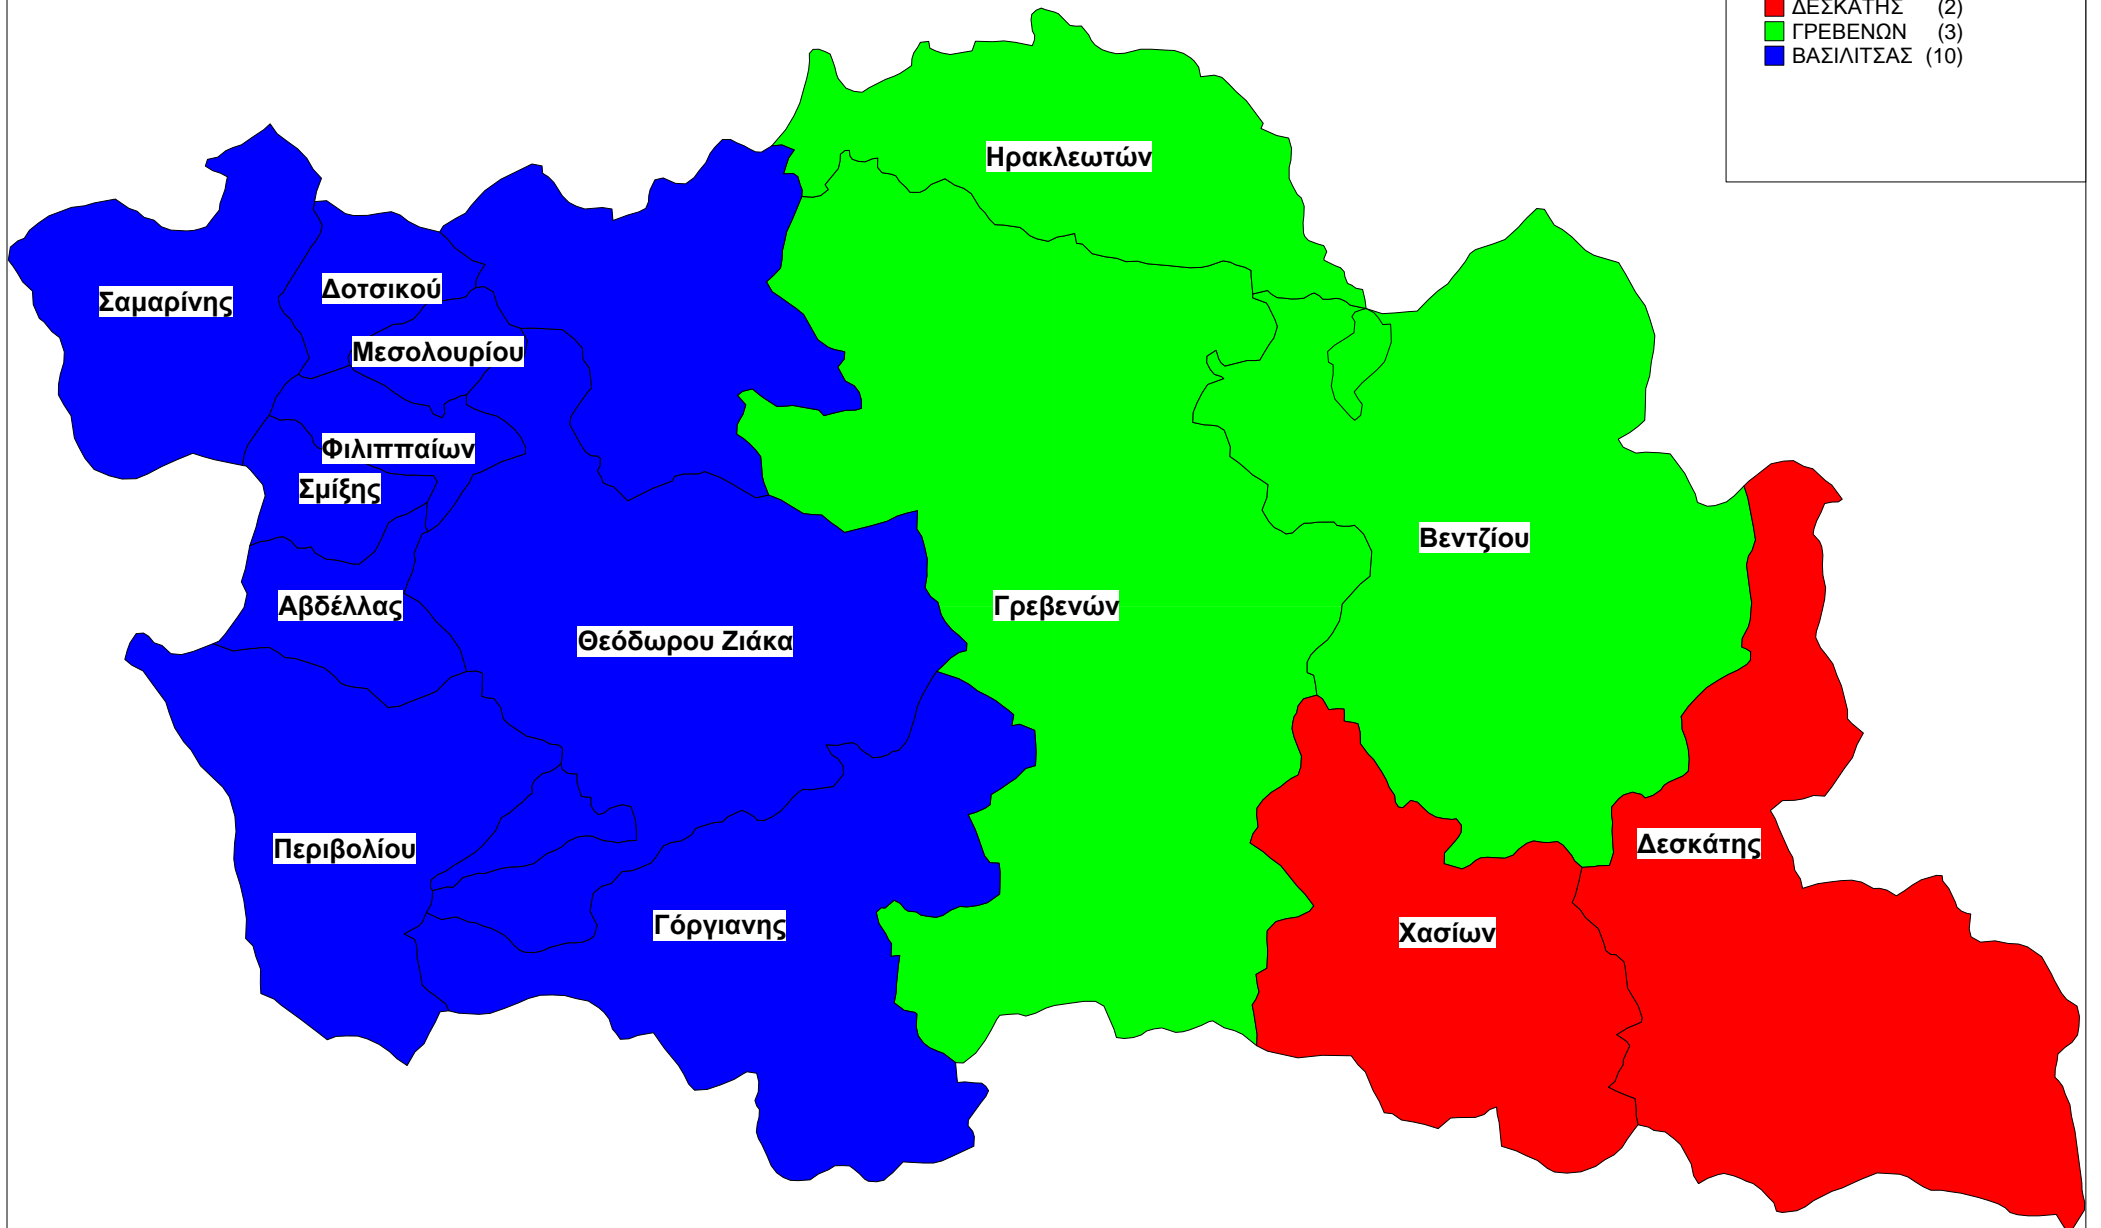 ΔΕΣΚΑΤΗΣ (2)
ΓΡΕΒΕΝΩΝ (3)
ΒΑΣΙΛΙΤΣΑΣ (10)
Ηρακλεωτών
Δοτσικού
Σαμαρίνης
Μεσολουρίου
Φιλιππαίων
Σμίξης
Βεντζίου
Αβδέλλας
Γρεβενών
Θεόδωρου Ζιάκα
Δεσκάτης
Περιβολίου
Γόργιανης
Χασίων